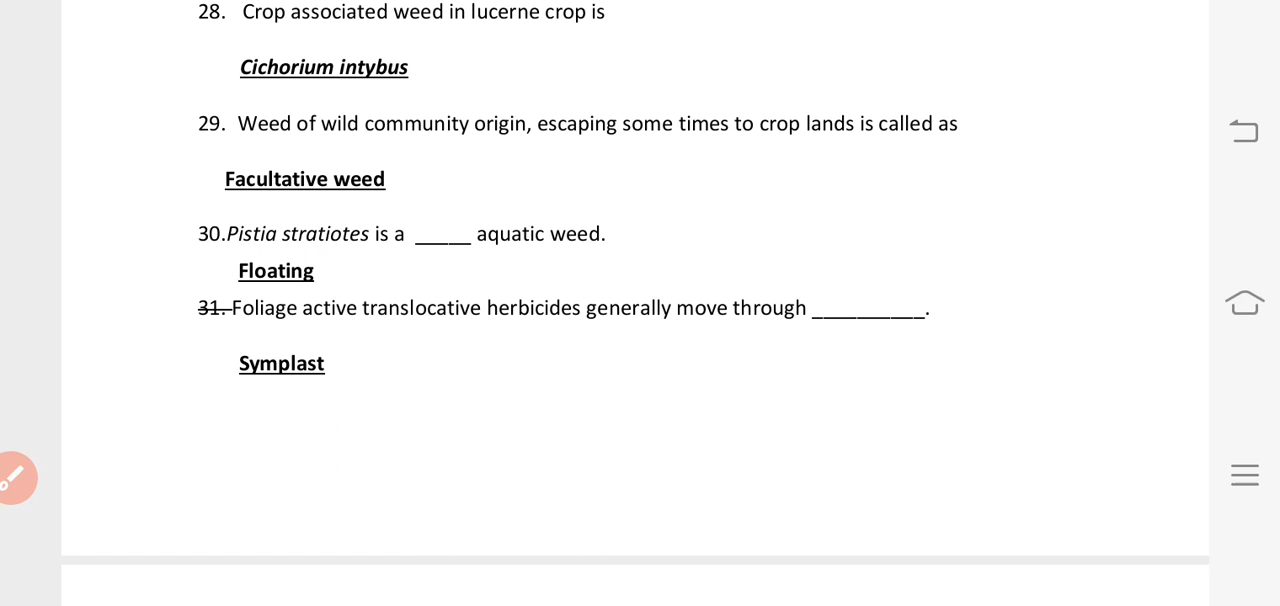 28. Crop associated weed in lucerne crop is
Cichorium intybus
29. Weed of wild community origin, escaping some times to crop lands is called as
Facultative weed
30.Pistia stratiotes is a _____ aquatic weed.
Floating
31. Foliage active translocative herbicides generally move through __________.
Symplast